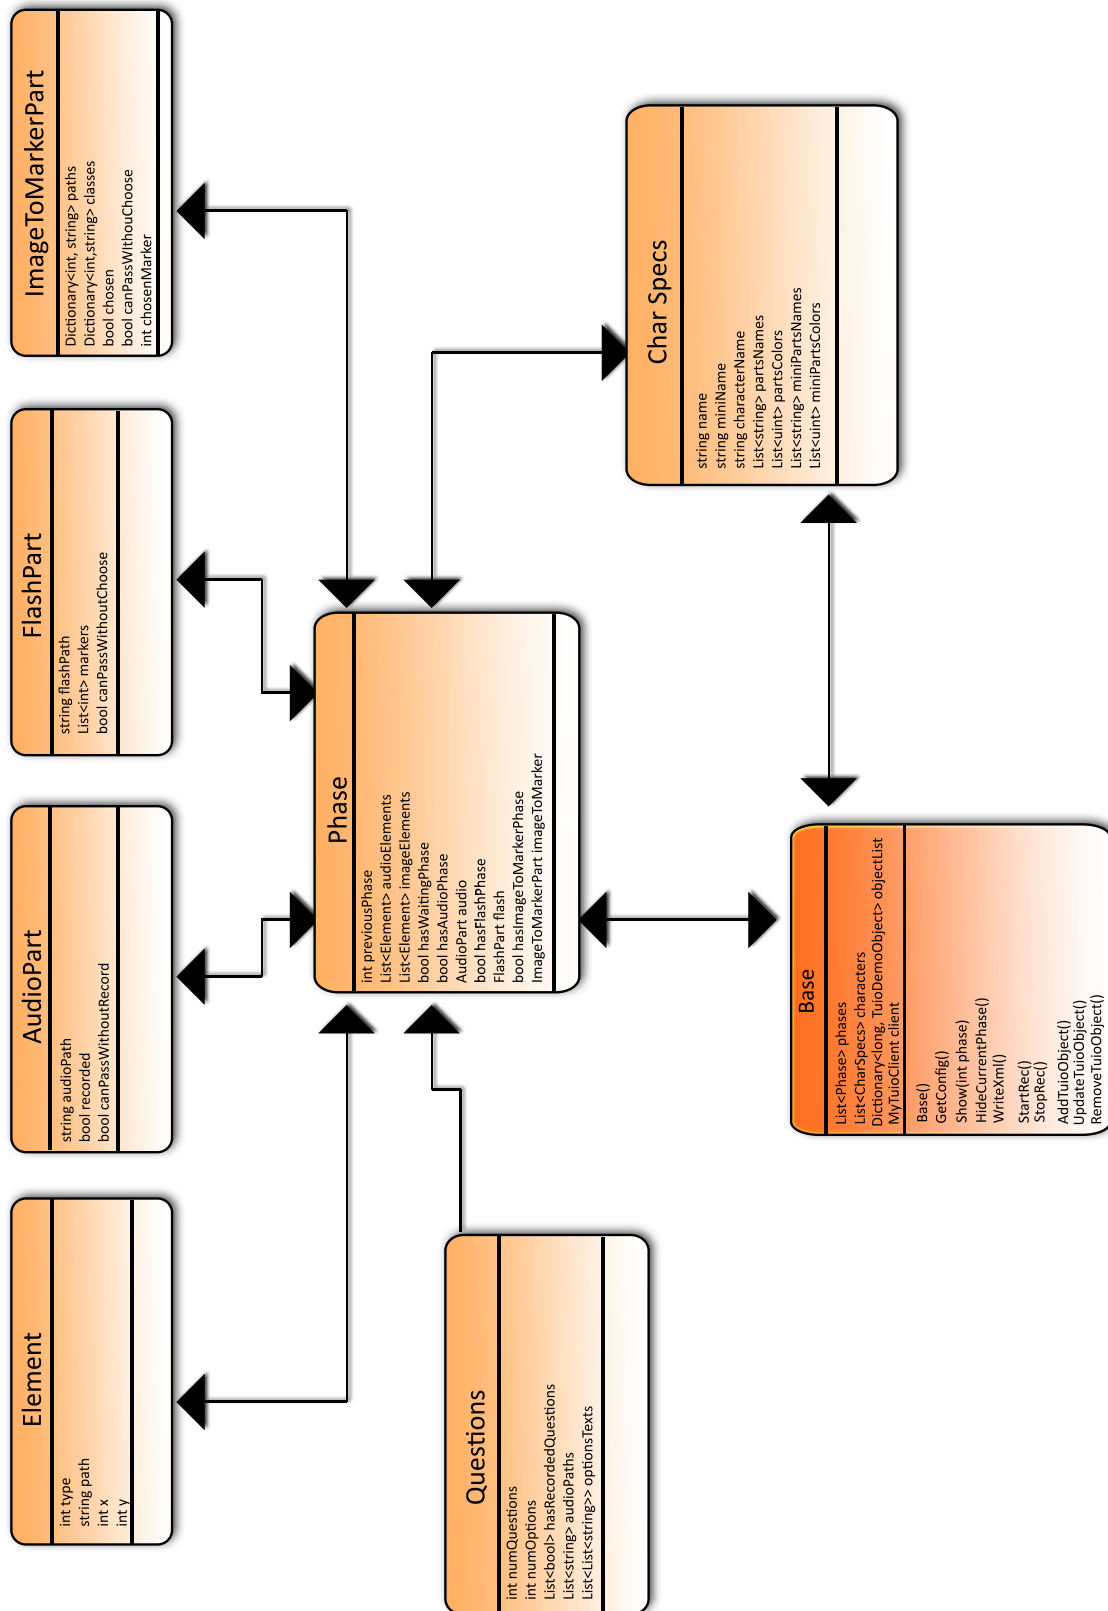 Element
int type
string path
int x
int y
AudioPart
string audioPath
bool recorded
bool canPassWithoutRecord
FlashPart
string flashPath
List<int> markers
bool canPassWithoutChoose
ImageToMarkerPart
Dictionary<int, string> paths
Dictionary<int,string> classes
bool chosen
bool canPassWIthouChoose
int chosenMarker
Phase
int previousPhase
List<Element> audioElements
List<Element> imageElements
bool hasWaitingPhase
bool hasAudioPhase
AudioPart audio
bool hasFlashPhase
FlashPart flash
bool hasImageToMarkerPhase
ImageToMarkerPart imageToMarker
Questions
int numQuestions
int numOptions
List<bool> hasRecordedQuestions
List<string> audioPaths
List<List<string>> optionsTexts
Char Specs
string name
string miniName
string characterName
List<string> partsNames
List<uint> partsColors
List<string> miniPartsNames
List<uint> miniPartsColors
Base
List<Phase> phases
List<CharSpecs> characters
Dictionary<long, TuioDemoObject> objectList
MyTuioClient client
Base()
GetConfig()
Show(int phase)
HideCurrentPhase()
WriteXml()
StartRec()
StopRec()
AddTuioObject()
UpdateTuioObject()
RemoveTuioObject()